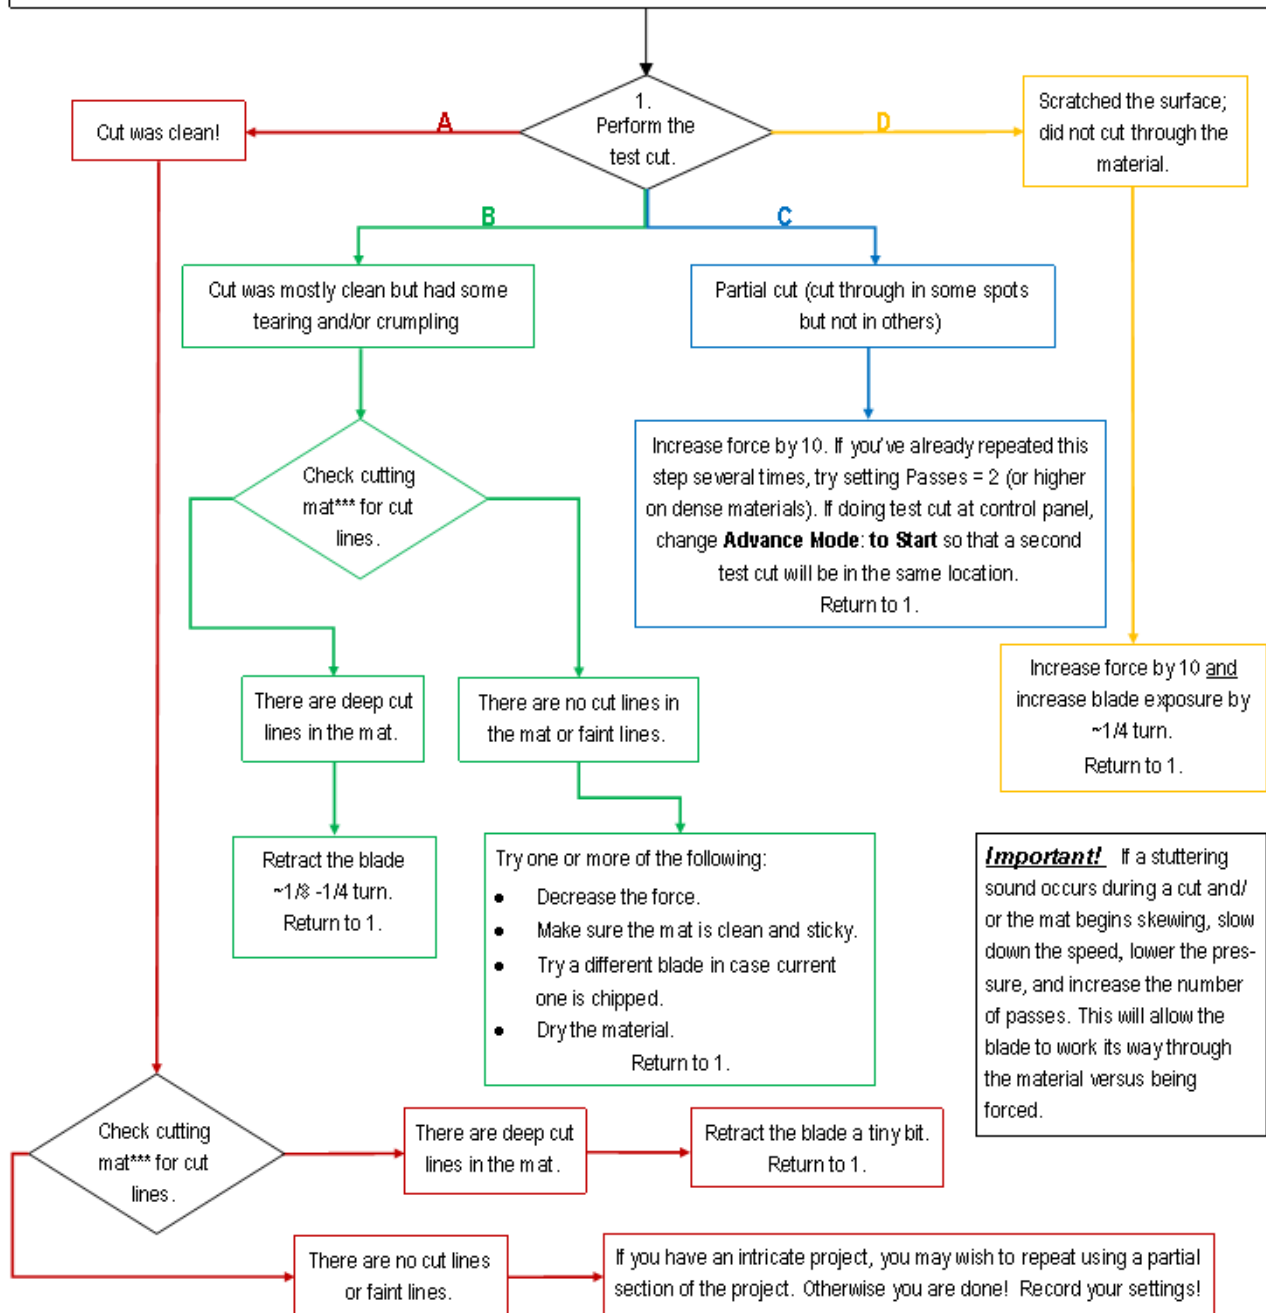 1.
Perform the
test cut.
A
Cut was clean!
D
Scratched the surface;
did not cut through the
material.
B
C
Cut was mostly clean but had some
tearing and/or crumpling
Partial cut (cut through in some spots
but not in others)
Check cutting
mat*** for cut
lines.
Increase force by 10. If you've already repeated this
step several times, try setting Passes = 2 (or higher
on dense materials). If doing test cut at control panel,
change Advance Mode: to Start so that a second
test cut will be in the same location.
Return to 1.
There are deep cut
lines in the mat.
There are no cut lines in
the mat or faint lines.
Increase force by 10 and
increase blade exposure by
~1/4 turn.
Return to 1.
Retract the blade
~1/8 -1/4 turn.
Return to 1.
Try one or more of the following:
● Decrease the force.
● Make sure the mat is clean and sticky.
● Try a different blade in case current
one is chipped.
● Dry the material.
Return to 1.
Important! If a stuttering
sound occurs during a cut and/
or the mat begins skewing, slow
down the speed, lower the pres-
sure, and increase the number
of passes. This will allow the
blade to work its way through
the material versus being
forced.
Check cutting
mat*** for cut
lines.
There are deep cut
lines in the mat.
Retract the blade a tiny bit.
Return to 1.
There are no cut lines
or faint lines.
If you have an intricate project, you may wish to repeat using a partial
section of the project. Otherwise you are done! Record your settings!